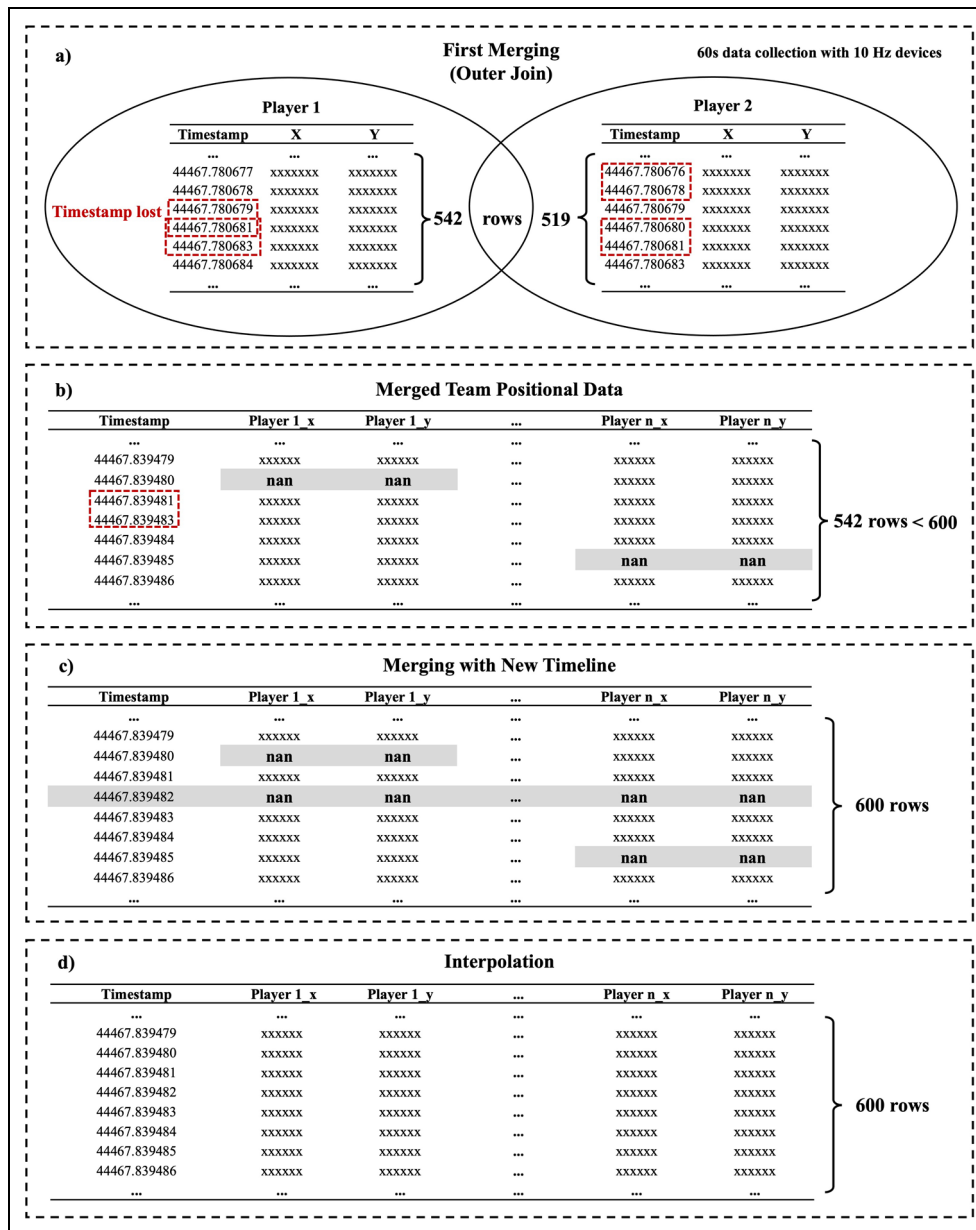 a)
First Merging
(Outer Join)
60s data collection with 10 Hz devices
Player 1
Timestamp X Y
... ... ...
44467.780677 xxxxxxx xxxxxxx
44467.780678 xxxxxxx xxxxxxx
Timestamp lost 44467.780679 xxxxxxx xxxxxxx
44467.780681 xxxxxxx xxxxxxx
44467.780683 xxxxxxx xxxxxxx
44467.780684 xxxxxxx xxxxxxx
... ... ...
542 rows 519
Player 2
Timestamp X Y
... ... ...
44467.780676 xxxxxxx xxxxxxx
44467.780678 xxxxxxx xxxxxxx
44467.780679 xxxxxxx xxxxxxx
44467.780680 xxxxxxx xxxxxxx
44467.780681 xxxxxxx xxxxxxx
44467.780683 xxxxxxx xxxxxxx
... ... ...
b) Merged Team Positional Data
Timestamp Player 1_x Player 1_y ... Player n_x Player n_y
... ... ... ... ...
44467.839479 xxxxxx xxxxxx ... xxxxxx xxxxxx
44467.839480 nan nan ... xxxxxx xxxxxx
44467.839481 xxxxxx xxxxxx ... xxxxxx xxxxxx
44467.839483 xxxxxx xxxxxx ... xxxxxx xxxxxx
44467.839484 xxxxxx xxxxxx ... xxxxxx xxxxxx
44467.839485 xxxxxx xxxxxx ... nan nan
44467.839486 xxxxxx xxxxxx ... xxxxxx xxxxxx
... ... ... ... ... ...
542 rows < 600
c) Merging with New Timeline
Timestamp Player 1_x Player 1_y ... Player n_x Player n_y
... ... ... ... ...
44467.839479 xxxxxx xxxxxx ... xxxxxx xxxxxx
44467.839480 nan nan ... xxxxxx xxxxxx
44467.839481 xxxxxx xxxxxx ... xxxxxx xxxxxx
44467.839482 nan nan ... nan nan
44467.839483 xxxxxx xxxxxx ... xxxxxx xxxxxx
44467.839484 xxxxxx xxxxxx ... xxxxxx xxxxxx
44467.839485 xxxxxx xxxxxx ... nan nan
44467.839486 xxxxxx xxxxxx ... xxxxxx xxxxxx
... ... ... ... ... ...
600 rows
d) Interpolation
Timestamp Player 1_x Player 1_y ... Player n_x Player n_y
... ... ... ... ... ...
44467.839479 xxxxxx xxxxxx ... xxxxxx xxxxxx
44467.839480 xxxxxx xxxxxx ... xxxxxx xxxxxx
44467.839481 xxxxxx xxxxxx ... xxxxxx xxxxxx
44467.839482 xxxxxx xxxxxx ... xxxxxx xxxxxx
44467.839483 xxxxxx xxxxxx ... xxxxxx xxxxxx
44467.839484 xxxxxx xxxxxx ... xxxxxx xxxxxx
44467.839485 xxxxxx xxxxxx ... xxxxxx xxxxxx
44467.839486 xxxxxx xxxxxx ... xxxxxx xxxxxx
... ... ... ... ... ...
600 rows